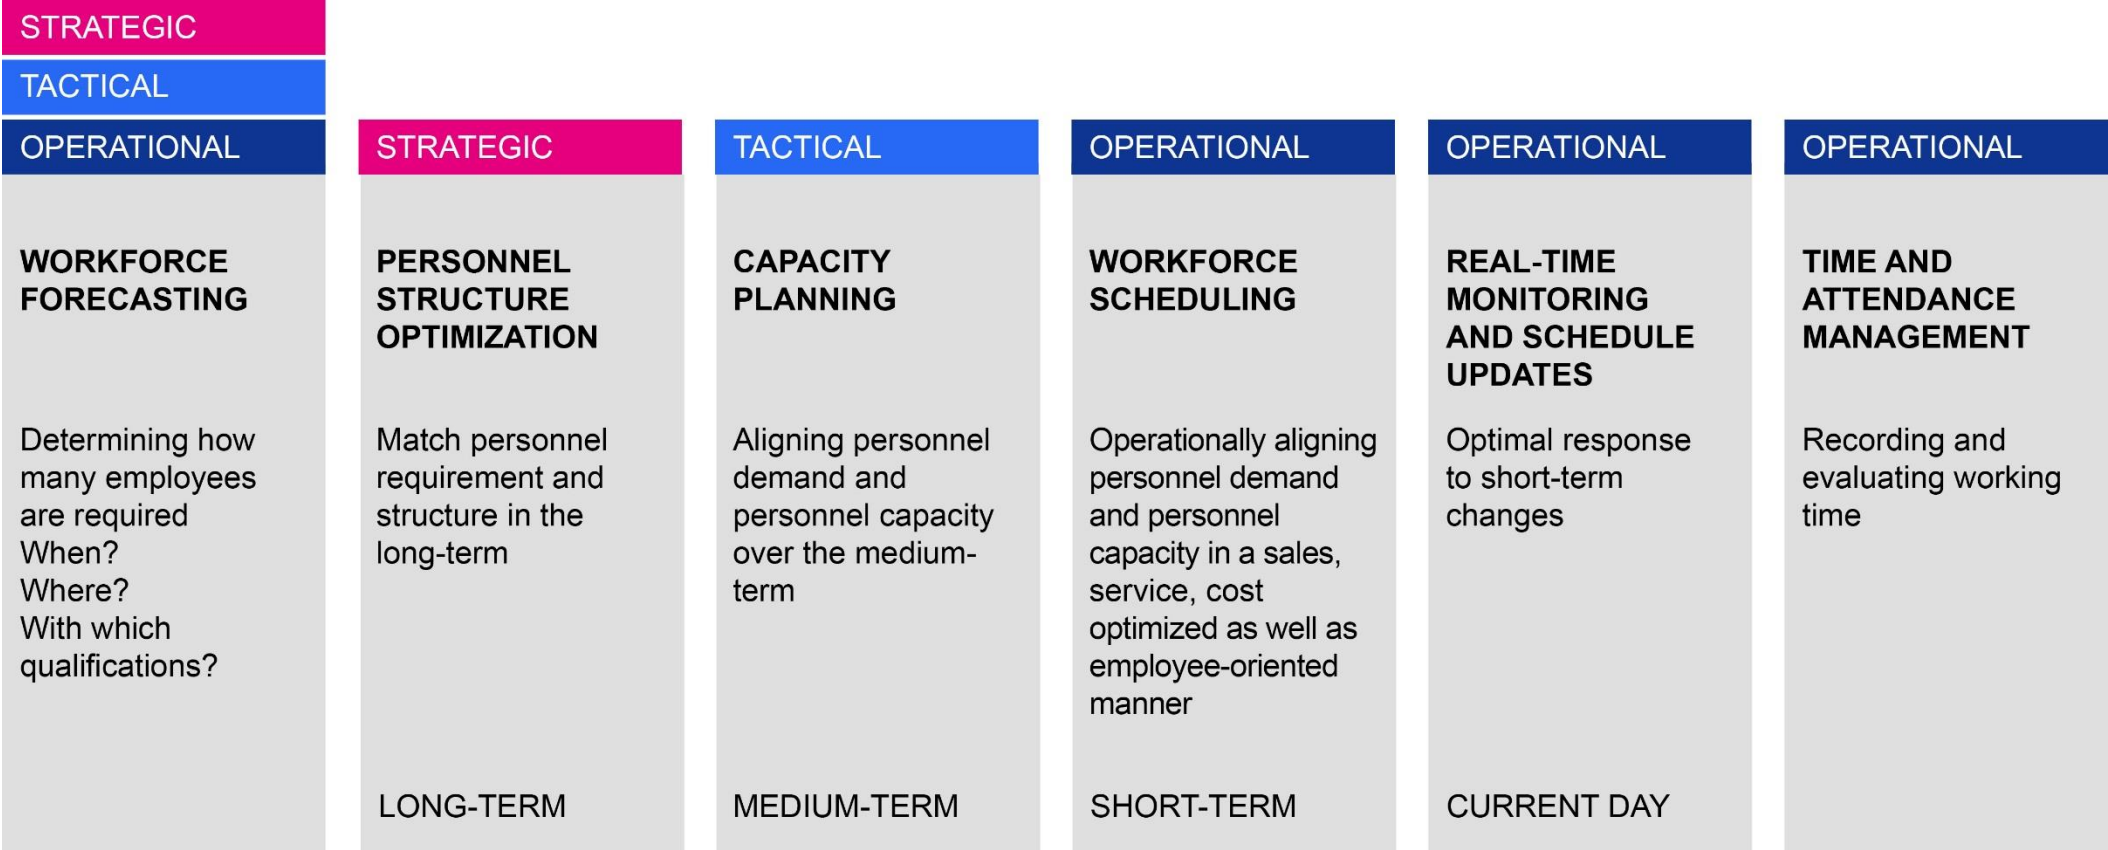 STRATEGIC
TACTICAL
OPERATIONAL
WORKFORCE
FORECASTING
Determining how
many employees
are required
When?
Where?
With which
qualifications?
STRATEGIC
PERSONNEL
STRUCTURE
OPTIMIZATION
Match personnel
requirement and
structure in the
long-term
LONG-TERM
TACTICAL
CAPACITY
PLANNING
Aligning personnel
demand and
personnel capacity
over the medium-
term
MEDIUM-TERM
OPERATIONAL
WORKFORCE
SCHEDULING
Operationally aligning
personnel demand
and personnel
capacity in a sales,
service, cost
optimized as well as
employee-oriented
manner
SHORT-TERM
OPERATIONAL
REAL-TIME
MONITORING
AND SCHEDULE
UPDATES
Optimal response
to short-term
changes
CURRENT DAY
OPERATIONAL
TIME AND
ATTENDANCE
MANAGEMENT
Recording and
evaluating working
time